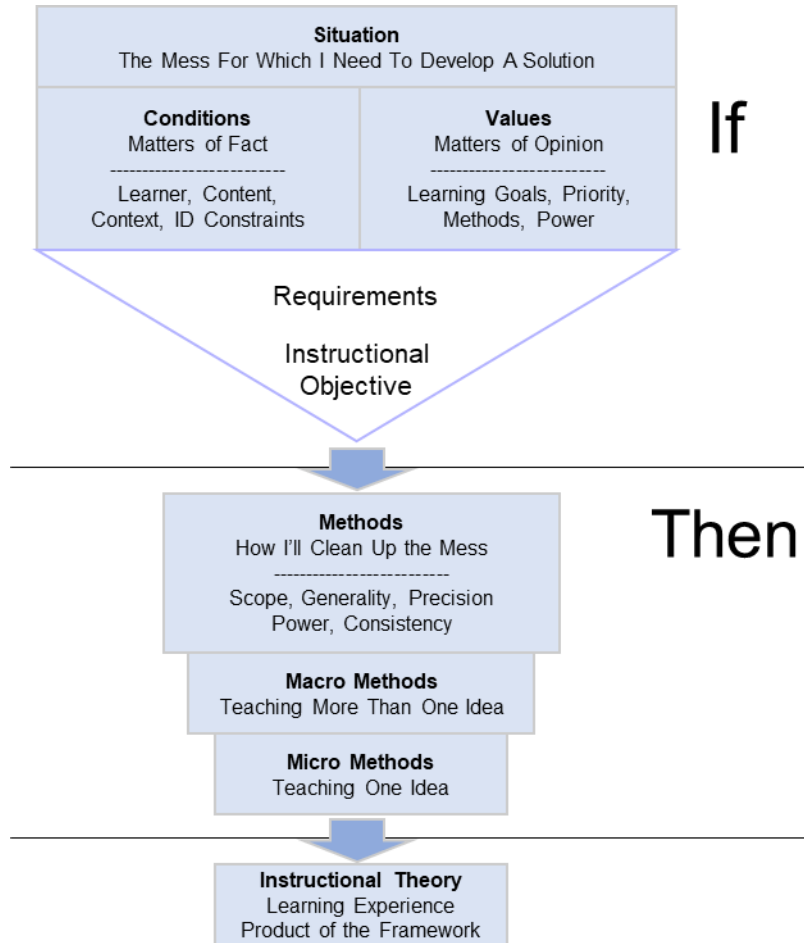 Situation
The Mess For Which I Need To Develop A Solution
If
Conditions
Matters of Fact
---------------------------
Learner, Content,
Context, ID Constraints
Values
Matters of Opinion
---------------------------
Learning Goals, Priority,
Methods, Power
Requirements
Instructional
Objective
Then
Methods
How I'll Clean Up the Mess
---------------------------
Scope, Generality, Precision
Power, Consistency
Macro Methods
Teaching More Than One Idea
Micro Methods
Teaching One Idea
Instructional Theory
Learning Experience
Product of the Framework